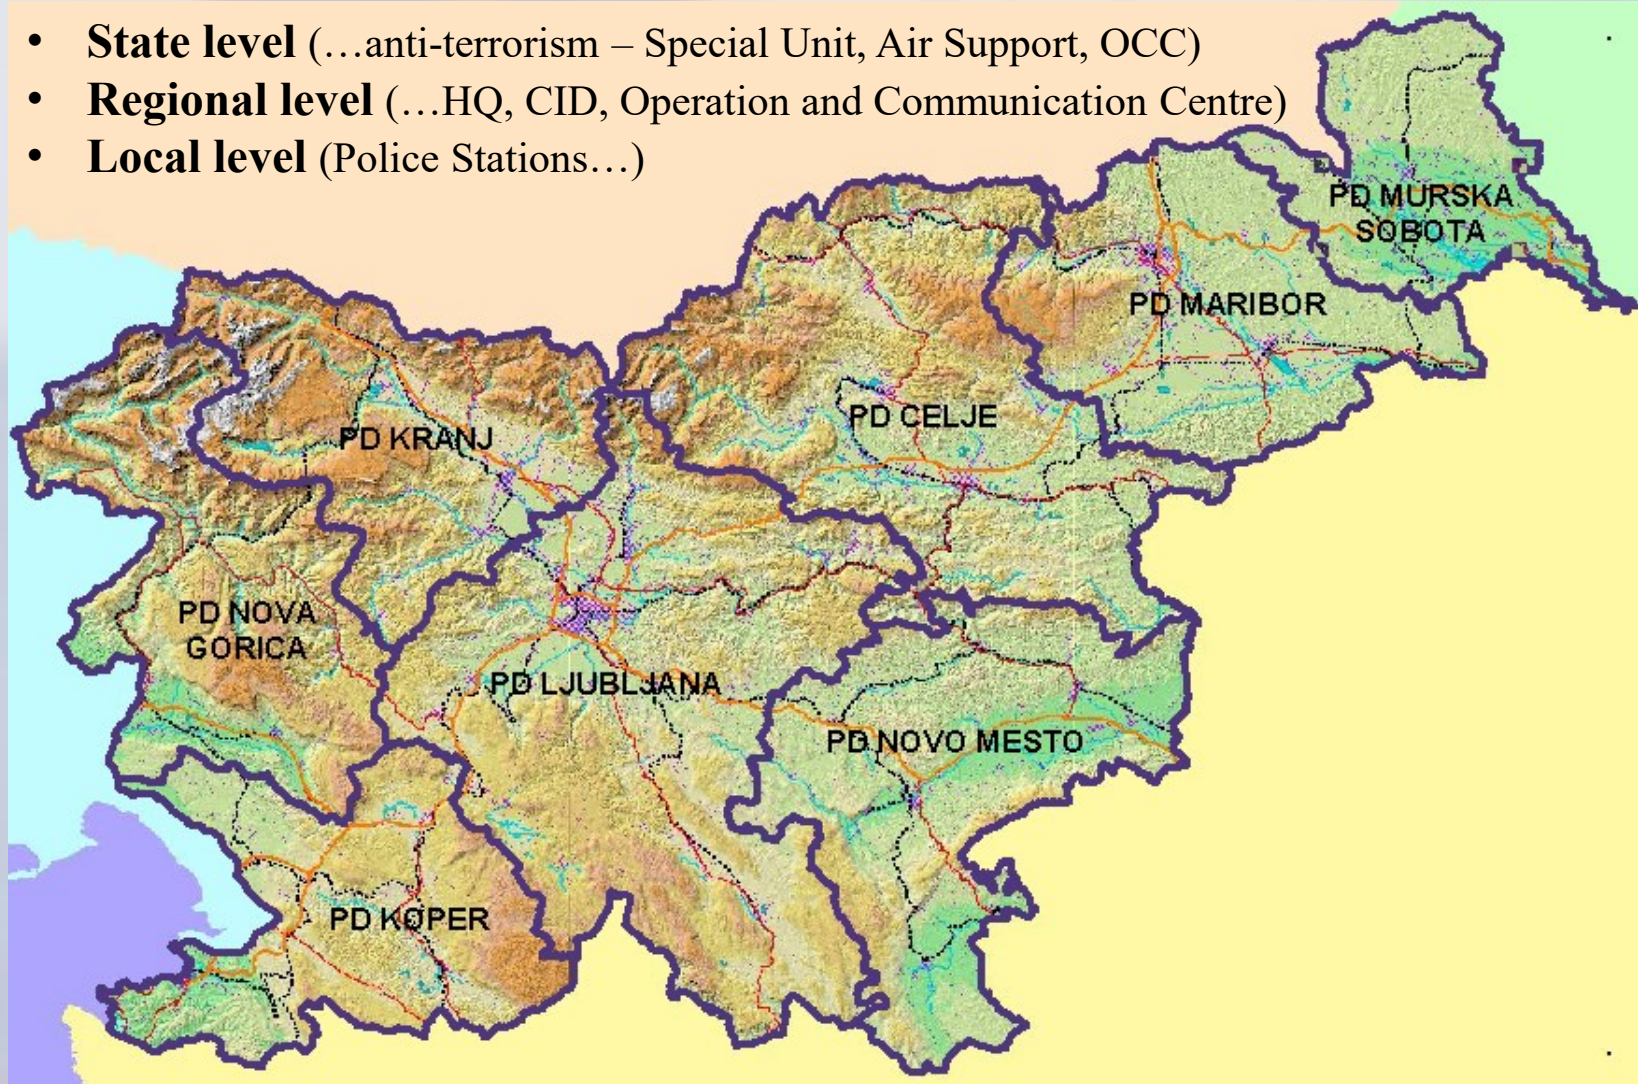 • State level (…anti-terrorism – Special Unit, Air Support, OCC)
• Regional level (…HQ, CID, Operation and Communication Centre)
• Local level (Police Stations…)
PD MURSKA
SOBOTA
PD MARIBOR
PD CELJE
PD KRANJ
PD NOVA
GORICA
PD LJUBLJANA
PD NOVO MESTO
PD KOPER